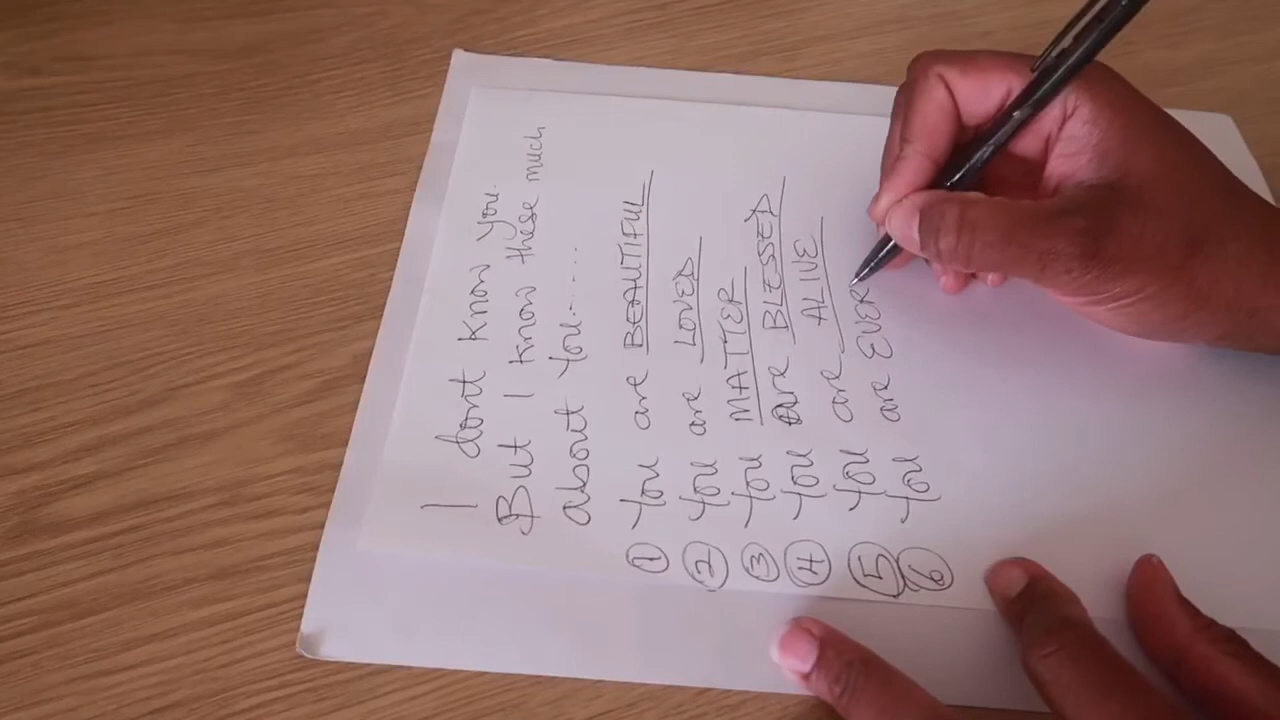 I dont know you.
But I know these much
about you.....
① You are BEAUTIFUL
② You are LOVED
③ You MATTER
④ You are BLESSED
⑤ You are ALIVE
⑥ You are EVER